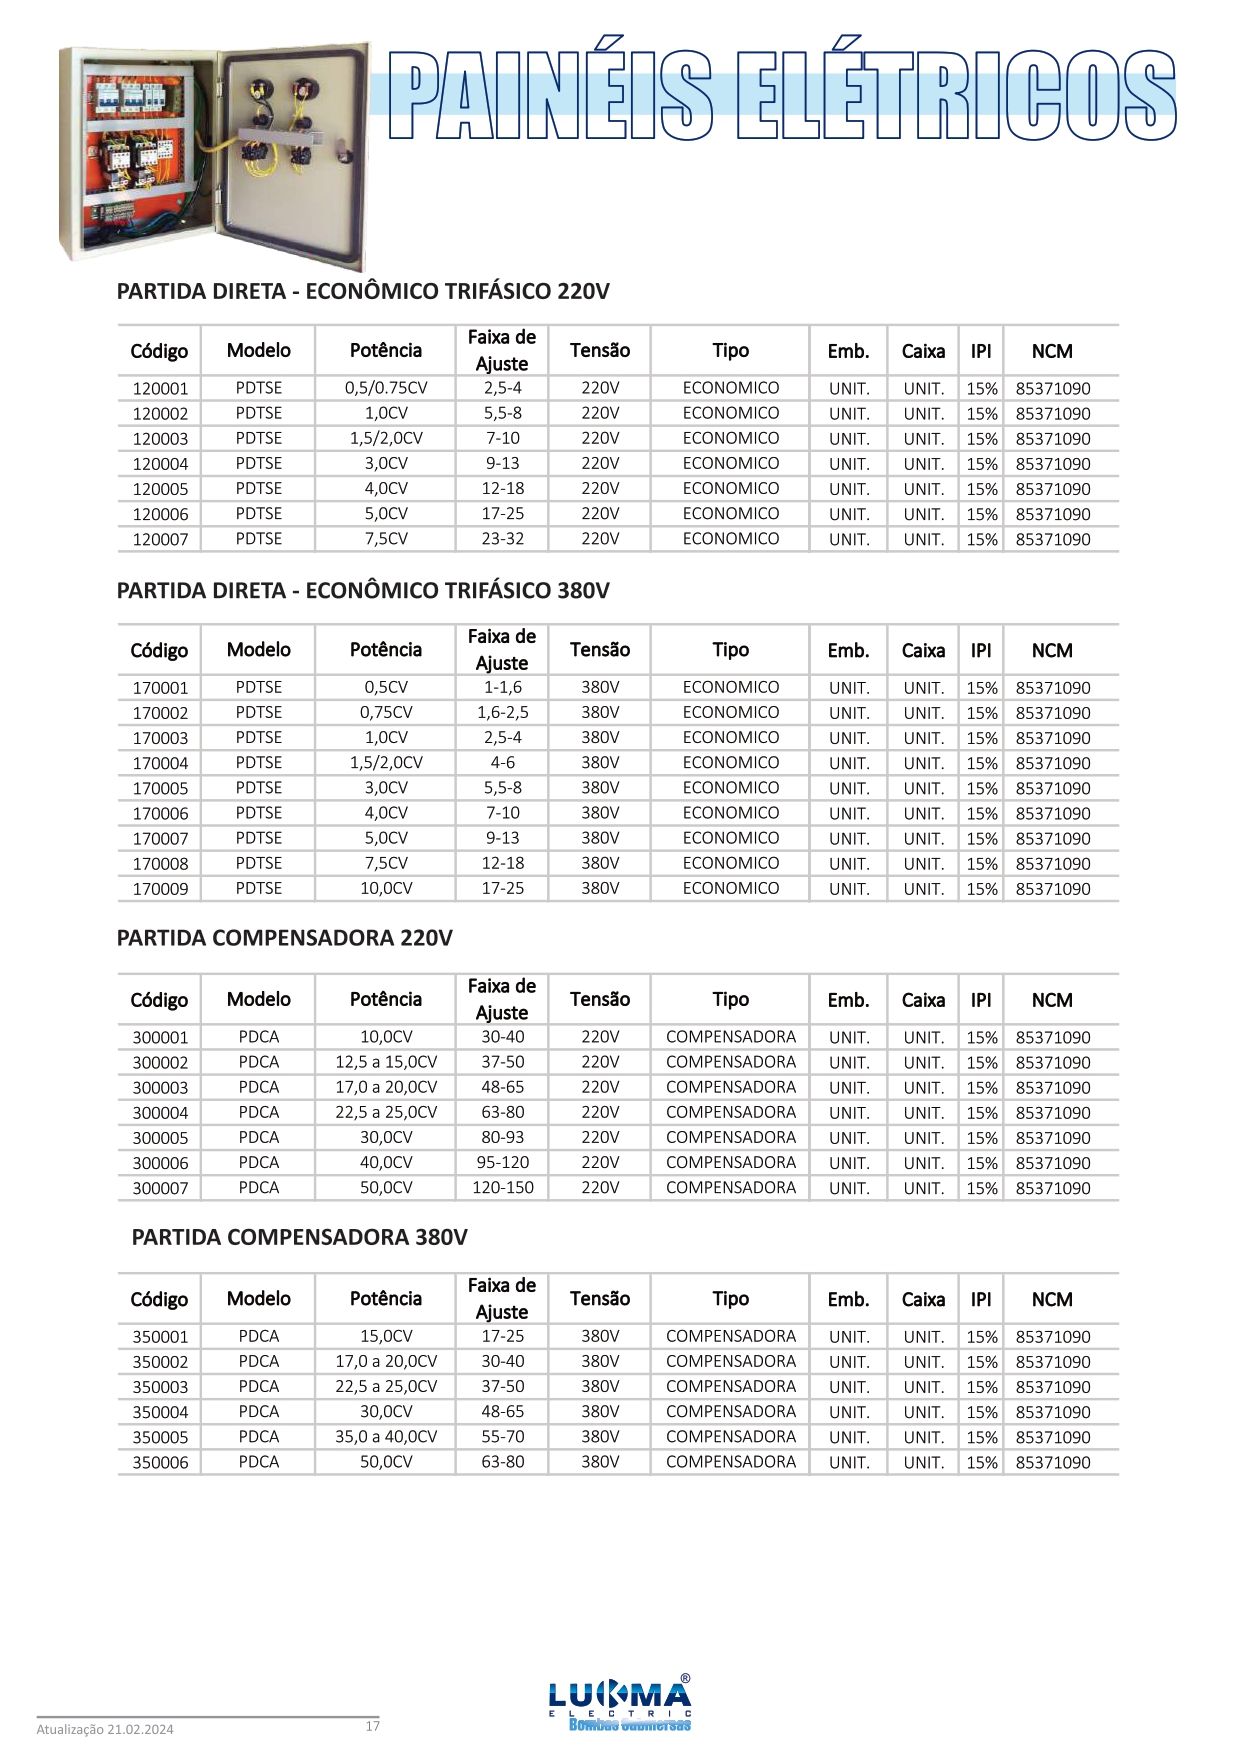 PAINÉIS ELÉTRICOS
PARTIDA DIRETA - ECONÔMICO TRIFÁSICO 220V
Código Modelo Potência Faixa de Ajuste Tensão Tipo Emb. Caixa IPI NCM
120001 PDTSE 0,5/0.75CV 2,5-4 220V ECONOMICO UNIT. UNIT. 15% 85371090
120002 PDTSE 1,0CV 5,5-8 220V ECONOMICO UNIT. UNIT. 15% 85371090
120003 PDTSE 1,5/2,0CV 7-10 220V ECONOMICO UNIT. UNIT. 15% 85371090
120004 PDTSE 3,0CV 9-13 220V ECONOMICO UNIT. UNIT. 15% 85371090
120005 PDTSE 4,0CV 12-18 220V ECONOMICO UNIT. UNIT. 15% 85371090
120006 PDTSE 5,0CV 17-25 220V ECONOMICO UNIT. UNIT. 15% 85371090
120007 PDTSE 7,5CV 23-32 220V ECONOMICO UNIT. UNIT. 15% 85371090
PARTIDA DIRETA - ECONÔMICO TRIFÁSICO 380V
Código Modelo Potência Faixa de Ajuste Tensão Tipo Emb. Caixa IPI NCM
170001 PDTSE 0,5CV 1-1,6 380V ECONOMICO UNIT. UNIT. 15% 85371090
170002 PDTSE 0,75CV 1,6-2,5 380V ECONOMICO UNIT. UNIT. 15% 85371090
170003 PDTSE 1,0CV 2,5-4 380V ECONOMICO UNIT. UNIT. 15% 85371090
170004 PDTSE 1,5/2,0CV 4-6 380V ECONOMICO UNIT. UNIT. 15% 85371090
170005 PDTSE 3,0CV 5,5-8 380V ECONOMICO UNIT. UNIT. 15% 85371090
170006 PDTSE 4,0CV 7-10 380V ECONOMICO UNIT. UNIT. 15% 85371090
170007 PDTSE 5,0CV 9-13 380V ECONOMICO UNIT. UNIT. 15% 85371090
170008 PDTSE 7,5CV 12-18 380V ECONOMICO UNIT. UNIT. 15% 85371090
170009 PDTSE 10,0CV 17-25 380V ECONOMICO UNIT. UNIT. 15% 85371090
PARTIDA COMPENSADORA 220V
Código Modelo Potência Faixa de Ajuste Tensão Tipo Emb. Caixa IPI NCM
300001 PDCA 10,0CV 30-40 220V COMPENSADORA UNIT. UNIT. 15% 85371090
300002 PDCA 12,5 a 15,0CV 37-50 220V COMPENSADORA UNIT. UNIT. 15% 85371090
300003 PDCA 17,0 a 20,0CV 48-65 220V COMPENSADORA UNIT. UNIT. 15% 85371090
300004 PDCA 22,5 a 25,0CV 63-80 220V COMPENSADORA UNIT. UNIT. 15% 85371090
300005 PDCA 30,0CV 80-93 220V COMPENSADORA UNIT. UNIT. 15% 85371090
300006 PDCA 40,0CV 95-120 220V COMPENSADORA UNIT. UNIT. 15% 85371090
300007 PDCA 50,0CV 120-150 220V COMPENSADORA UNIT. UNIT. 15% 85371090
PARTIDA COMPENSADORA 380V
Código Modelo Potência Faixa de Ajuste Tensão Tipo Emb. Caixa IPI NCM
350001 PDCA 15,0CV 17-25 380V COMPENSADORA UNIT. UNIT. 15% 85371090
350002 PDCA 17,0 a 20,0CV 30-40 380V COMPENSADORA UNIT. UNIT. 15% 85371090
350003 PDCA 22,5 a 25,0CV 37-50 380V COMPENSADORA UNIT. UNIT. 15% 85371090
350004 PDCA 30,0CV 48-65 380V COMPENSADORA UNIT. UNIT. 15% 85371090
350005 PDCA 35,0 a 40,0CV 55-70 380V COMPENSADORA UNIT. UNIT. 15% 85371090
350006 PDCA 50,0CV 63-80 380V COMPENSADORA UNIT. UNIT. 15% 85371090
LUKMA®
ELECTRIC
Bombas Submersas
Atualização 21.02.2024 17